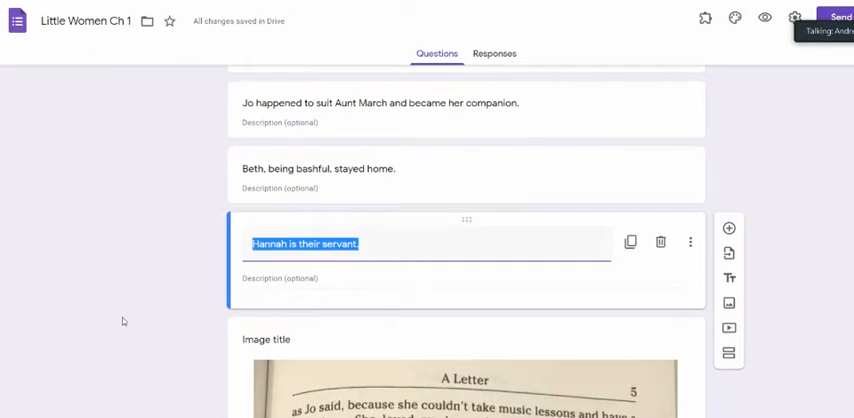 Little Women Ch 1
All changes saved in Drive
Send
Talking: Andre
Questions
Responses
Jo happened to suit Aunt March and became her companion.
Description (optional)
Beth, being bashful, stayed home.
Description (optional)
Hannah is their servant.
Description (optional)
Tt
Image title
A Letter
5
as Jo said, because she couldn't take music lessons and have a